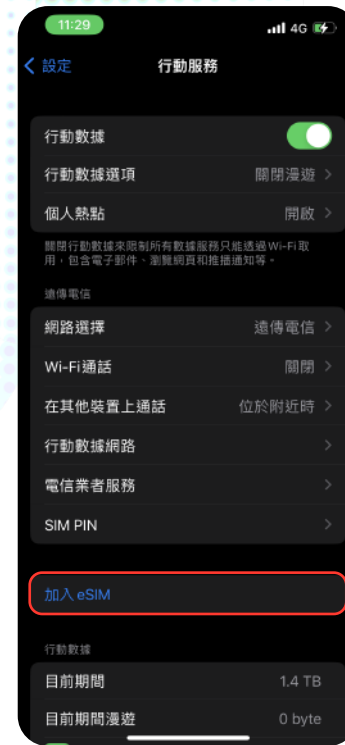 11:29
4G
設定
行動服務
行動數據
行動數據選項 關閉漫遊
個人熱點 開啟
關閉行動數據來限制所有數據服務只能透過Wi-Fi取
用，包含電子郵件、瀏覽網頁和推播通知等。
遠傳電信
網路選擇 遠傳電信
Wi-Fi通話 關閉
在其他裝置上通話 位於附近時
行動數據網路
電信業者服務
SIM PIN
加入 eSIM
行動數據
目前期間 1.4 TB
目前期間漫遊 0 byte